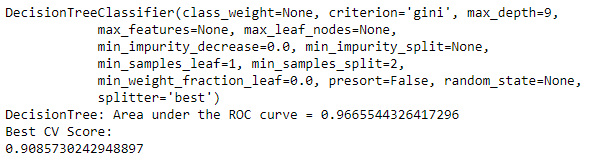 DecisionTreeClassifier(class_weight=None, criterion='gini', max_depth=9,
max_features=None, max_leaf_nodes=None,
min_impurity_decrease=0.0, min_impurity_split=None,
min_samples_leaf=1, min_samples_split=2,
min_weight_fraction_leaf=0.0, presort=False, random_state=None,
splitter='best')
DecisionTree: Area under the ROC curve = 0.9665544326417296
Best CV Score:
0.9085730242948897